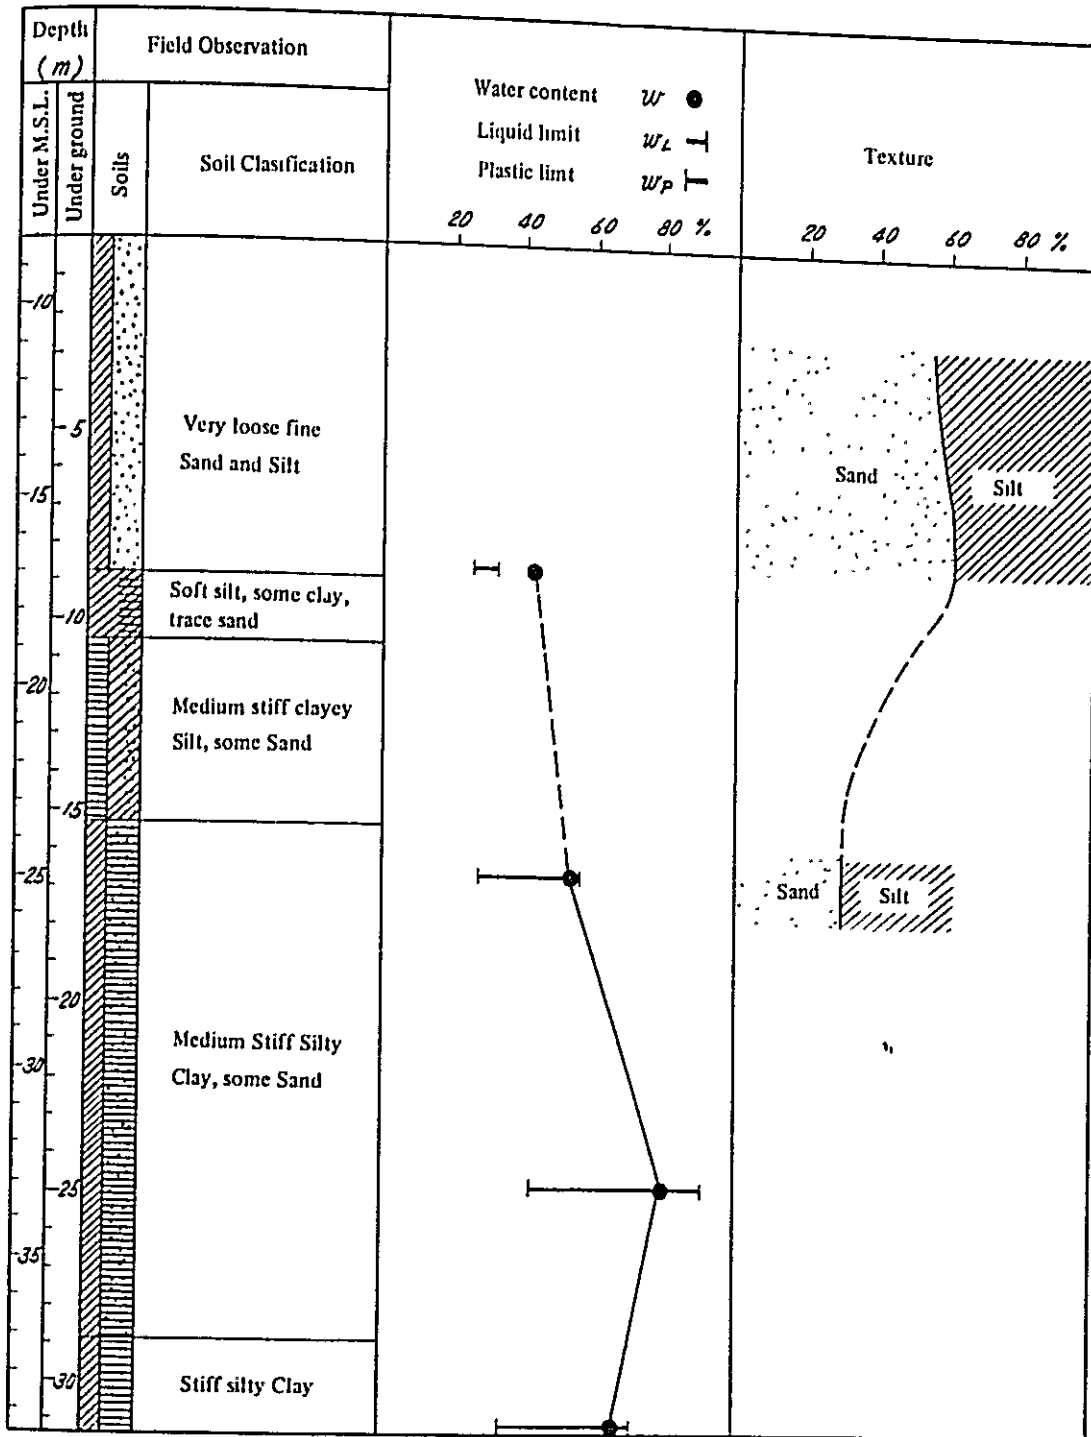 Depth
(m)
Field Observation
Under M.S.L.
Under ground
Soils
Soil Clasification
Water content w
Liquid limit wL
Plastic limt wP
Texture
20 40 60 80 %
20 40 60 80 %
-10
-5
-15
-10
-20
-15
-25
-20
-30
-25
-35
-30
Very loose fine
Sand and Silt
Soft silt, some clay,
trace sand
Medium stiff clayey
Silt, some Sand
Medium Stiff Silty
Clay, some Sand
Stiff silty Clay
Sand
Silt
Sand
Silt